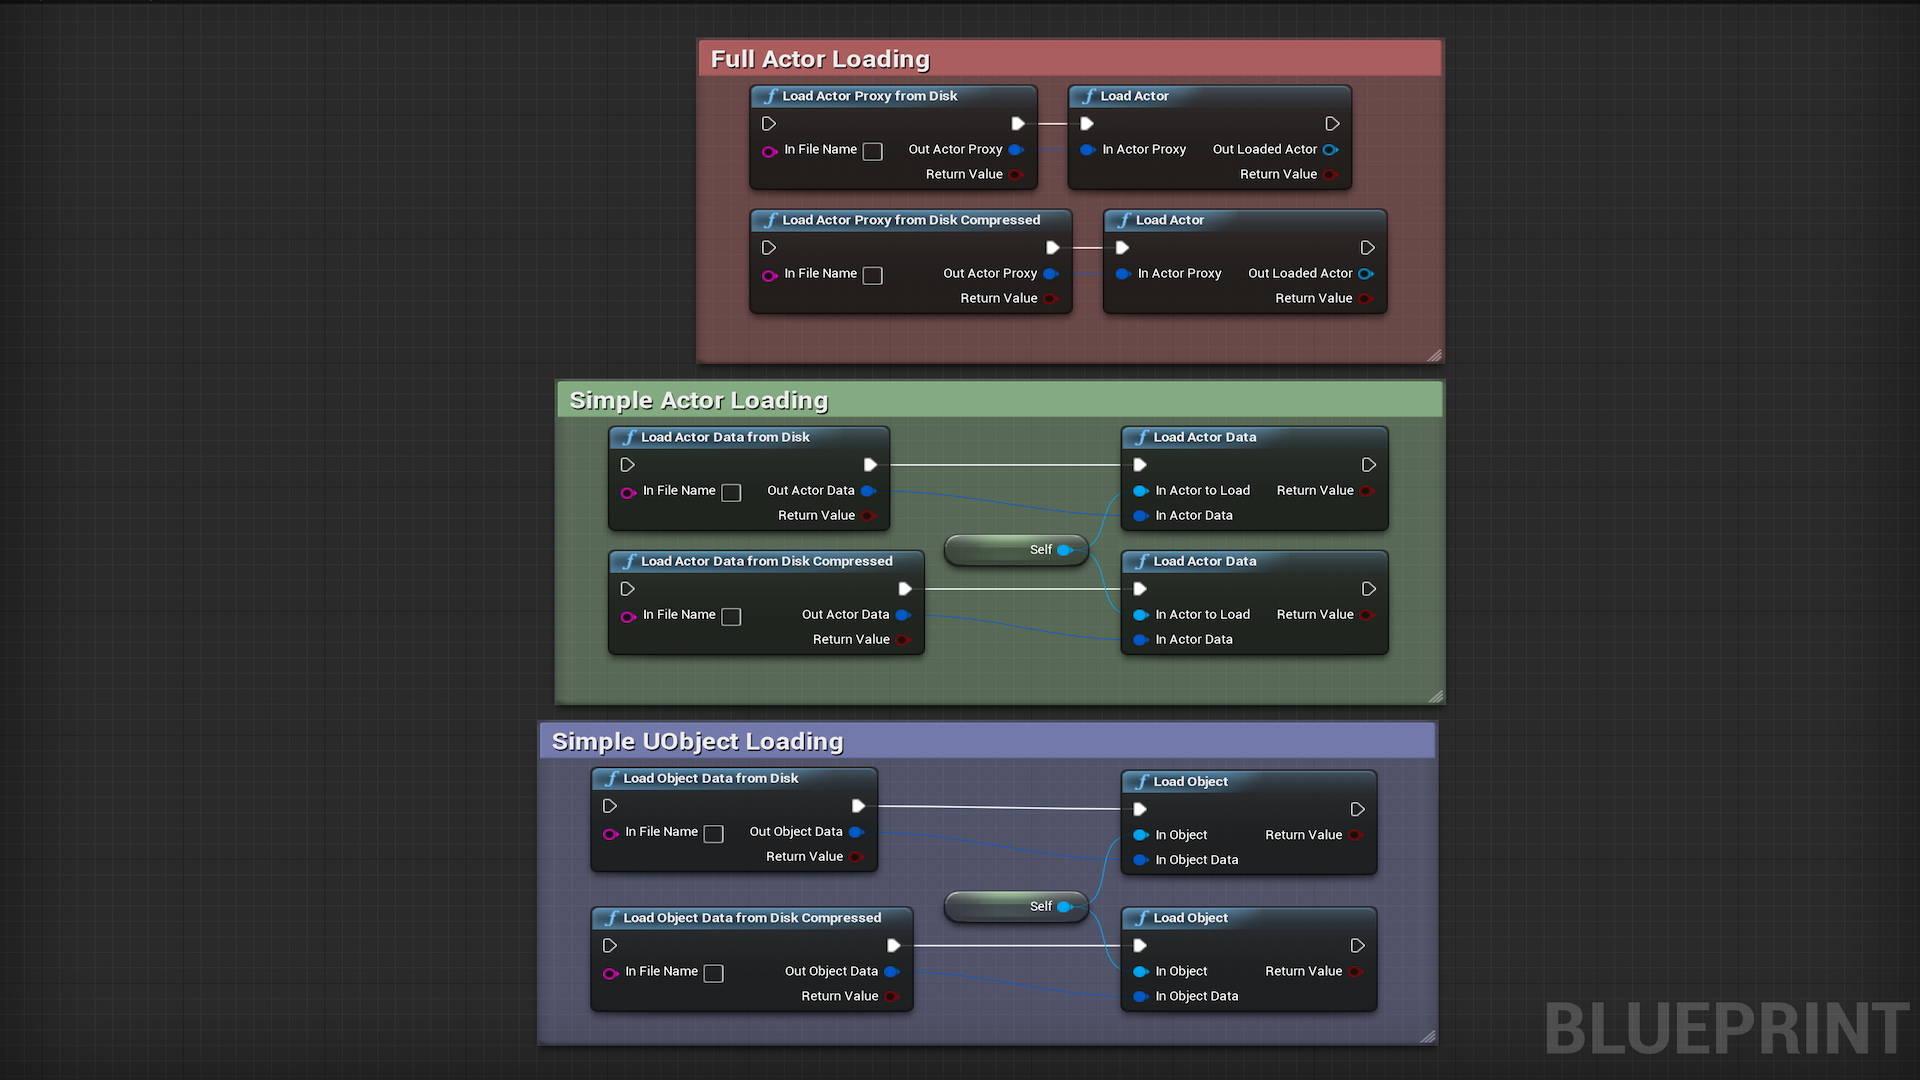 Full Actor Loading
f Load Actor Proxy from Disk
In File Name Out Actor Proxy
Return Value
f Load Actor
In Actor Proxy Out Loaded Actor
Return Value
f Load Actor Proxy from Disk Compressed
In File Name Out Actor Proxy
Return Value
f Load Actor
In Actor Proxy Out Loaded Actor
Return Value
Simple Actor Loading
f Load Actor Data from Disk
In File Name Out Actor Data
Return Value
f Load Actor Data
In Actor to Load Return Value
In Actor Data
Self
f Load Actor Data from Disk Compressed
In File Name Out Actor Data
Return Value
f Load Actor Data
In Actor to Load Return Value
In Actor Data
Simple UObject Loading
f Load Object Data from Disk
In File Name Out Object Data
Return Value
f Load Object
In Object Return Value
In Object Data
Self
f Load Object Data from Disk Compressed
In File Name Out Object Data
Return Value
f Load Object
In Object Return Value
In Object Data
BLUEPRINT